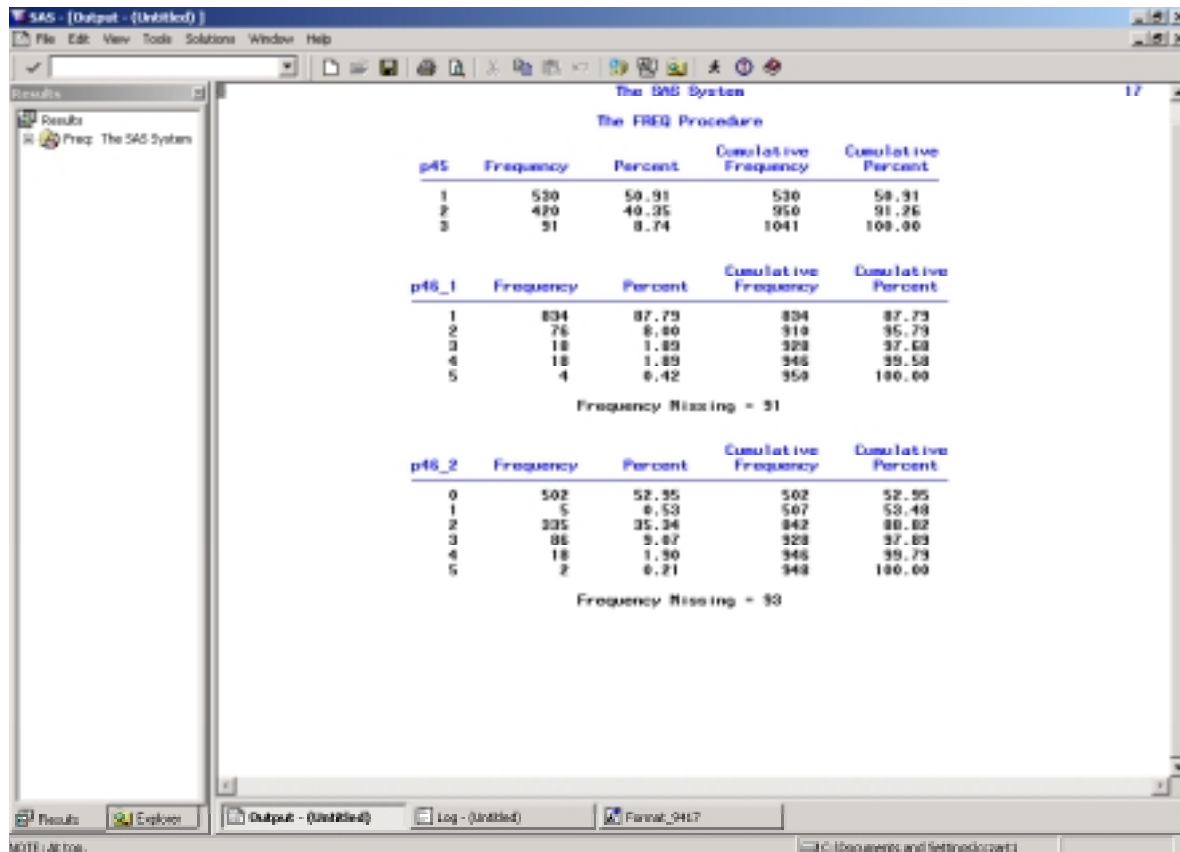 SAS - [Output - (Untitled) ]
File Edit View Tools Solutions Window Help
Results
Results
Freq: The SAS System
The SAS System 17
The FREQ Procedure
p45 Frequency Percent Cumulative Frequency Cumulative Percent
1 530 50.91 530 50.91
2 420 40.35 950 91.26
3 91 8.74 1041 100.00
p46_1 Frequency Percent Cumulative Frequency Cumulative Percent
1 834 87.79 834 87.79
2 76 8.00 910 95.79
3 18 1.89 928 97.68
4 18 1.89 946 99.58
5 4 0.42 950 100.00
Frequency Missing = 91
p46_2 Frequency Percent Cumulative Frequency Cumulative Percent
0 502 52.95 502 52.95
1 5 0.53 507 53.48
2 335 35.34 842 88.82
3 86 9.07 928 97.89
4 18 1.90 946 99.79
5 2 0.21 948 100.00
Frequency Missing = 93
Results Explorer Output - (Untitled) Log - (Untitled) Format_9417
NOTE: At top. C:\Documents and Settings\